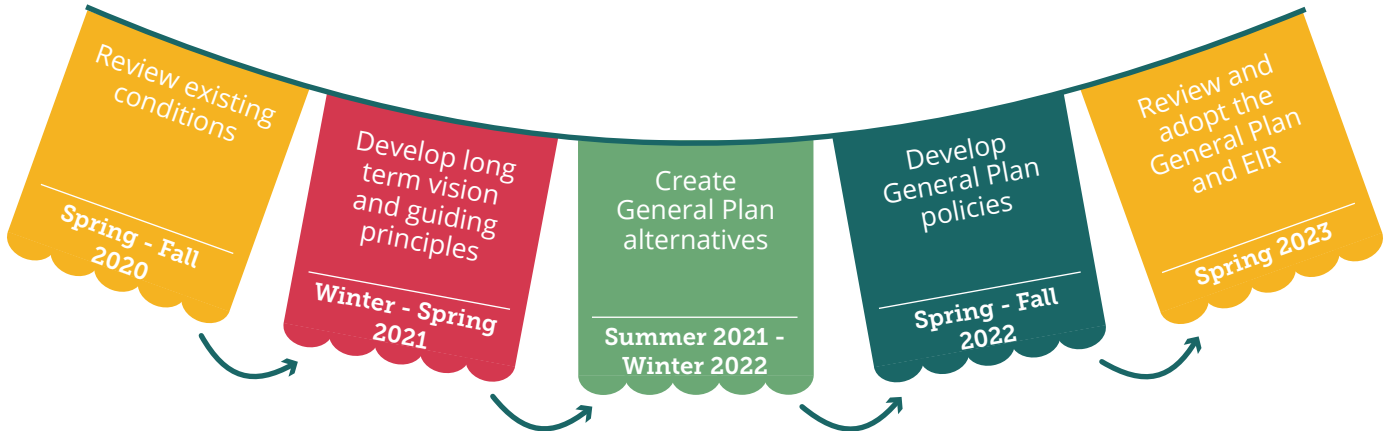 Review existing
conditions
Spring - Fall
2020
Develop long
term vision
and guiding
principles
Winter - Spring
2021
Create
General Plan
alternatives
Summer 2021 -
Winter 2022
Develop
General Plan
policies
Spring - Fall
2022
Review and
adopt the
General Plan
and EIR
Spring 2023